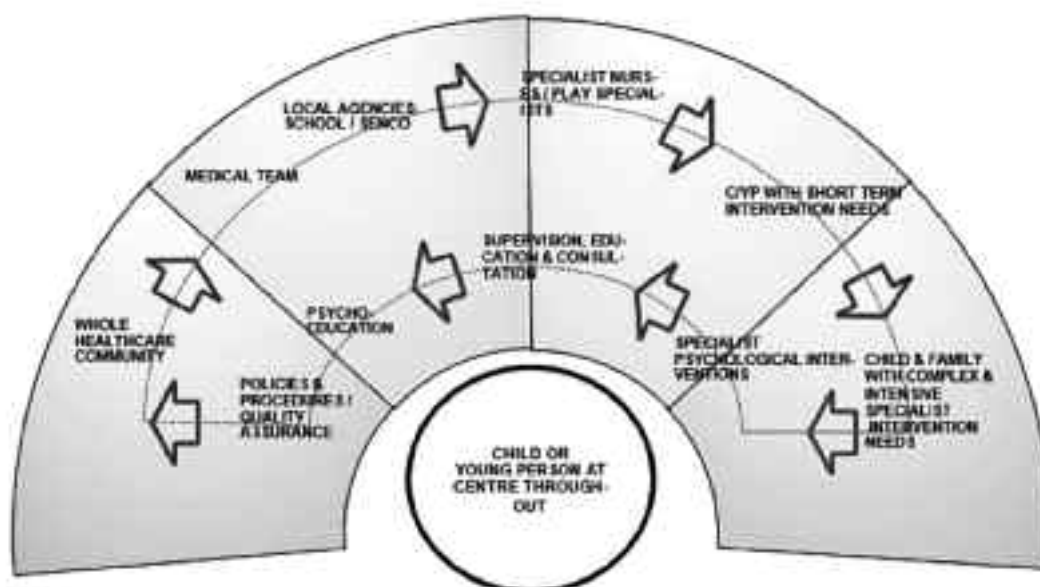 SPECIALIST NURS-
ES / PLAY SPECIAL-
ISTS
LOCAL AGENCIES
SCHOOL / SENCO
MEDICAL TEAM
C/YP WITH SHORT TERM
INTERVENTION NEEDS
SUPERVISION, EDU-
CATION & CONSUL-
TATION
PSYCHO-
EDUCATION
WHOLE
HEALTHCARE
COMMUNITY
SPECIALIST
PSYCHOLOGICAL INTER-
VENTIONS
CHILD & FAMILY
WITH COMPLEX &
INTENSIVE
SPECIALIST
INTERVENTION
NEEDS
POLICIES &
PROCEDURES /
QUALITY
ASSURANCE
CHILD OR
YOUNG PERSON AT
CENTRE THROUGH-
OUT